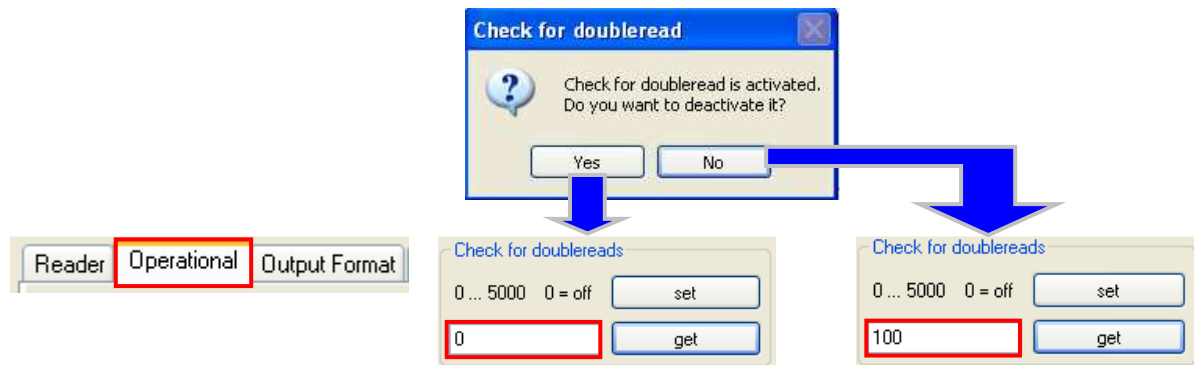 Check for doubleread
Check for doubleread is activated.
Do you want to deactivate it?
Yes No
Reader Operational Output Format
Check for doublereads
0 ... 5000 0 = off set
0 get
Check for doublereads
0 ... 5000 0 = off set
100 get